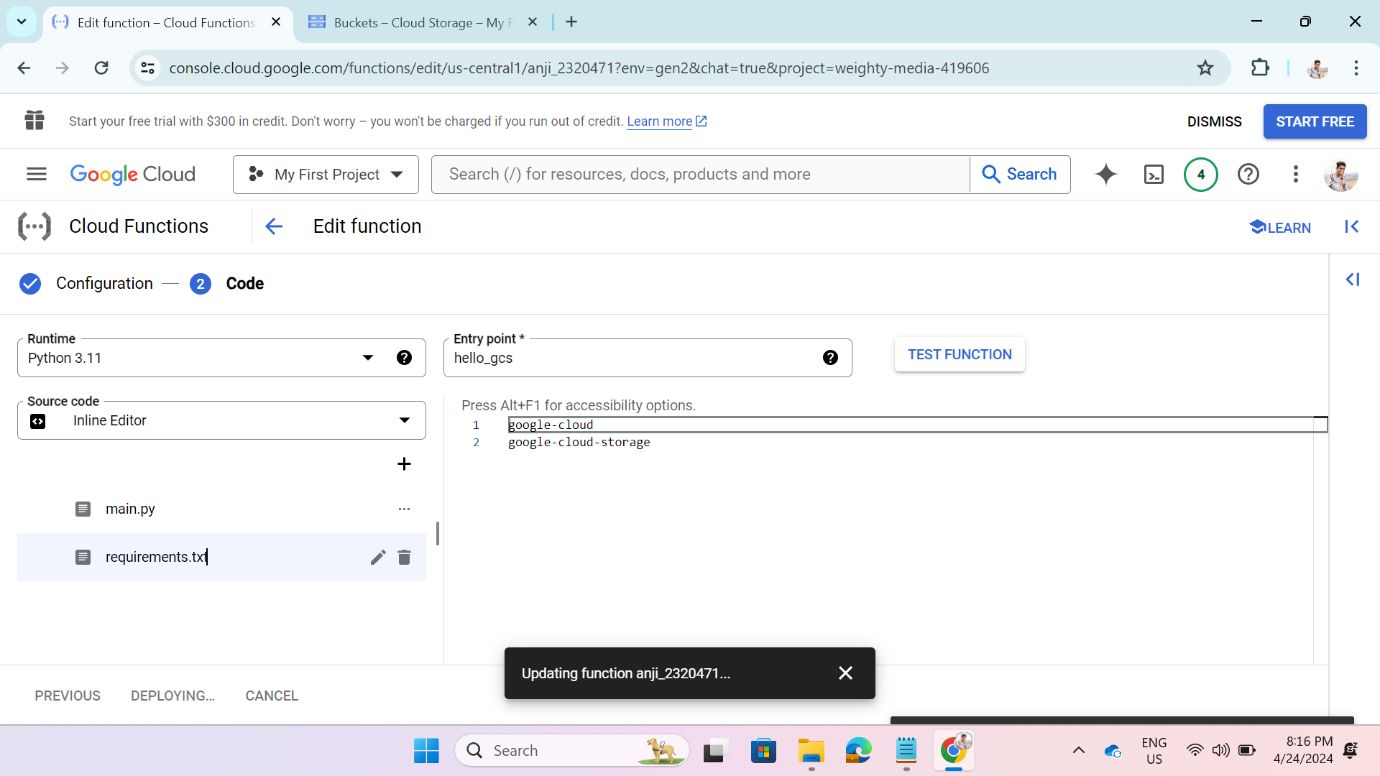 Edit function – Cloud Functions
Buckets – Cloud Storage – My F
console.cloud.google.com/functions/edit/us-central1/anji_2320471?env=gen2&chat=true&project=weighty-media-419606
Start your free trial with $300 in credit. Don't worry – you won't be charged if you run out of credit. Learn more
DISMISS
START FREE
Google Cloud
My First Project
Search (/) for resources, docs, products and more
Search
4
Cloud Functions
Edit function
LEARN
Configuration
2 Code
Runtime
Python 3.11
Entry point *
hello_gcs
TEST FUNCTION
Source code
Inline Editor
Press Alt+F1 for accessibility options.
1 google-cloud
2 google-cloud-storage
main.py
requirements.txt
Updating function anji_2320471...
PREVIOUS
DEPLOYING...
CANCEL
Search
ENG
US
8:16 PM
4/24/2024